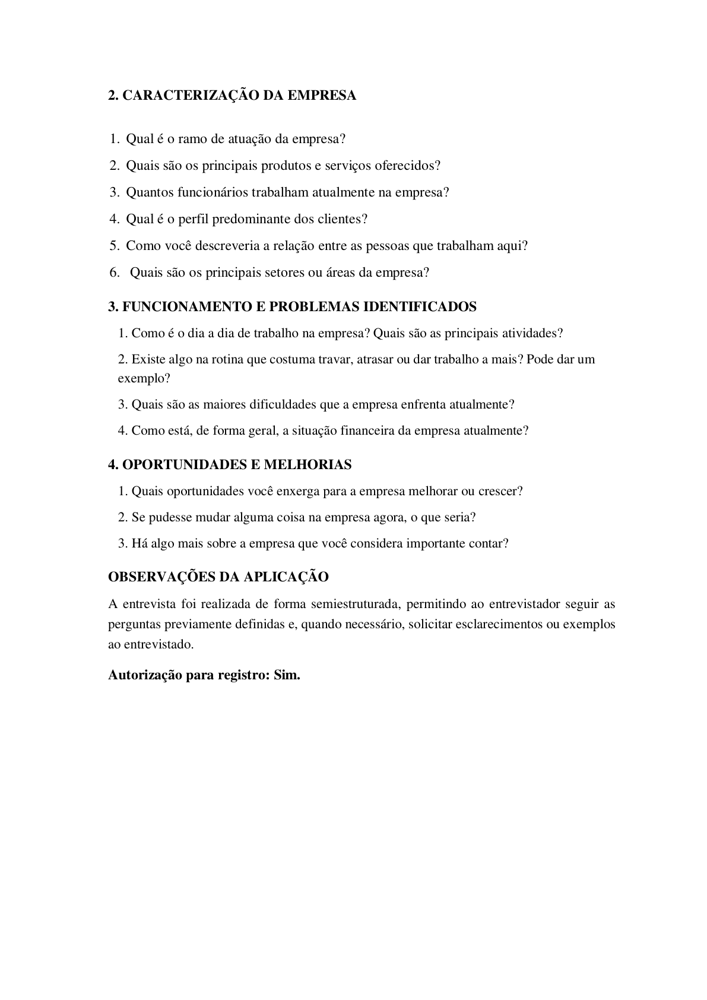 2. CARACTERIZAÇÃO DA EMPRESA
1. Qual é o ramo de atuação da empresa?
2. Quais são os principais produtos e serviços oferecidos?
3. Quantos funcionários trabalham atualmente na empresa?
4. Qual é o perfil predominante dos clientes?
5. Como você descreveria a relação entre as pessoas que trabalham aqui?
6. Quais são os principais setores ou áreas da empresa?
3. FUNCIONAMENTO E PROBLEMAS IDENTIFICADOS
1. Como é o dia a dia de trabalho na empresa? Quais são as principais atividades?
2. Existe algo na rotina que costuma travar, atrasar ou dar trabalho a mais? Pode dar um
exemplo?
3. Quais são as maiores dificuldades que a empresa enfrenta atualmente?
4. Como está, de forma geral, a situação financeira da empresa atualmente?
4. OPORTUNIDADES E MELHORIAS
1. Quais oportunidades você enxerga para a empresa melhorar ou crescer?
2. Se pudesse mudar alguma coisa na empresa agora, o que seria?
3. Há algo mais sobre a empresa que você considera importante contar?
OBSERVAÇÕES DA APLICAÇÃO
A entrevista foi realizada de forma semiestruturada, permitindo ao entrevistador seguir as
perguntas previamente definidas e, quando necessário, solicitar esclarecimentos ou exemplos
ao entrevistado.
Autorização para registro: Sim.